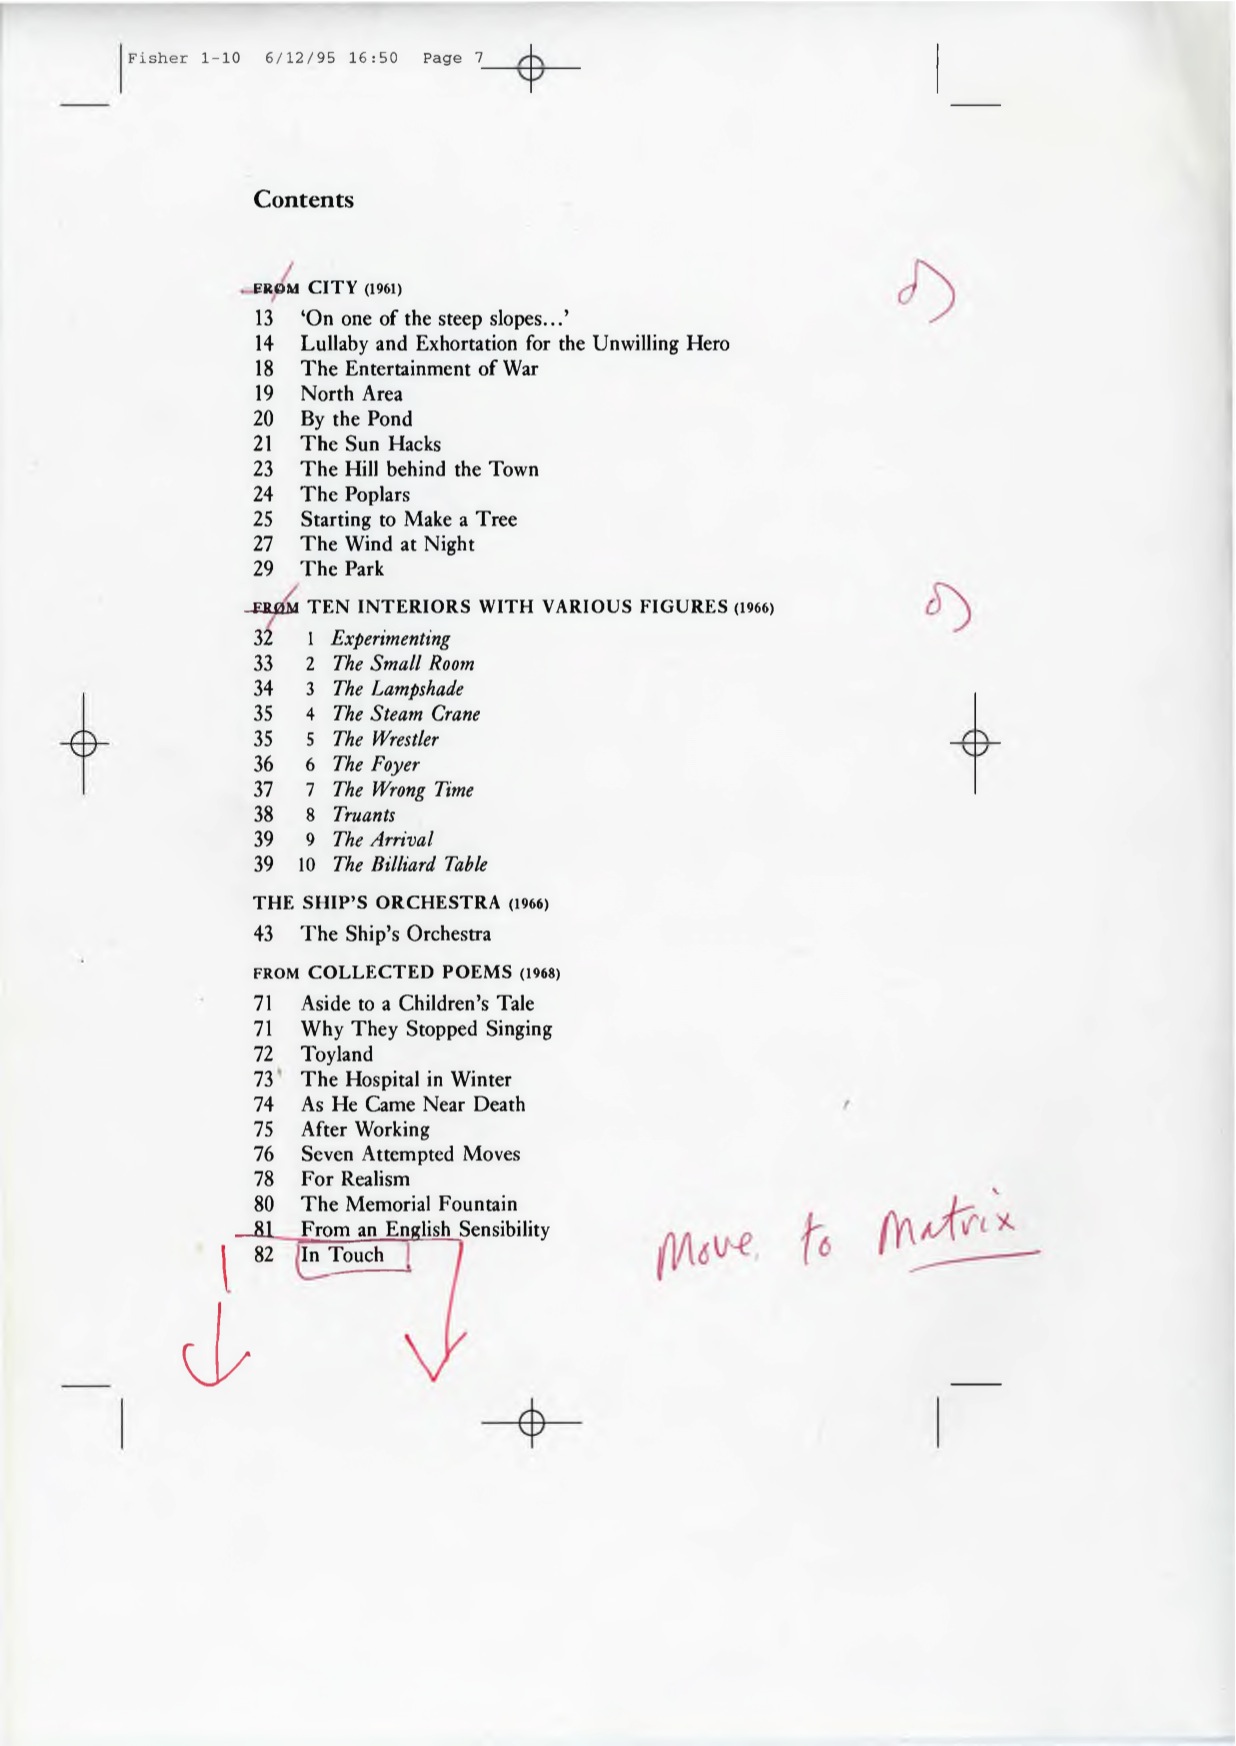 Fisher 1-10 6/12/95 16:50 Page 7
Contents
FROM CITY (1961)
13 ‘On one of the steep slopes...’
14 Lullaby and Exhortation for the Unwilling Hero
18 The Entertainment of War
19 North Area
20 By the Pond
21 The Sun Hacks
23 The Hill behind the Town
24 The Poplars
25 Starting to Make a Tree
27 The Wind at Night
29 The Park
FROM TEN INTERIORS WITH VARIOUS FIGURES (1966)
32 1 Experimenting
33 2 The Small Room
34 3 The Lampshade
35 4 The Steam Crane
35 5 The Wrestler
36 6 The Foyer
37 7 The Wrong Time
38 8 Truants
39 9 The Arrival
39 10 The Billiard Table
THE SHIP'S ORCHESTRA (1966)
43 The Ship's Orchestra
FROM COLLECTED POEMS (1968)
71 Aside to a Children's Tale
71 Why They Stopped Singing
72 Toyland
73 The Hospital in Winter
74 As He Came Near Death
75 After Working
76 Seven Attempted Moves
78 For Realism
80 The Memorial Fountain
81 From an English Sensibility
82 In Touch
Move to Matrix